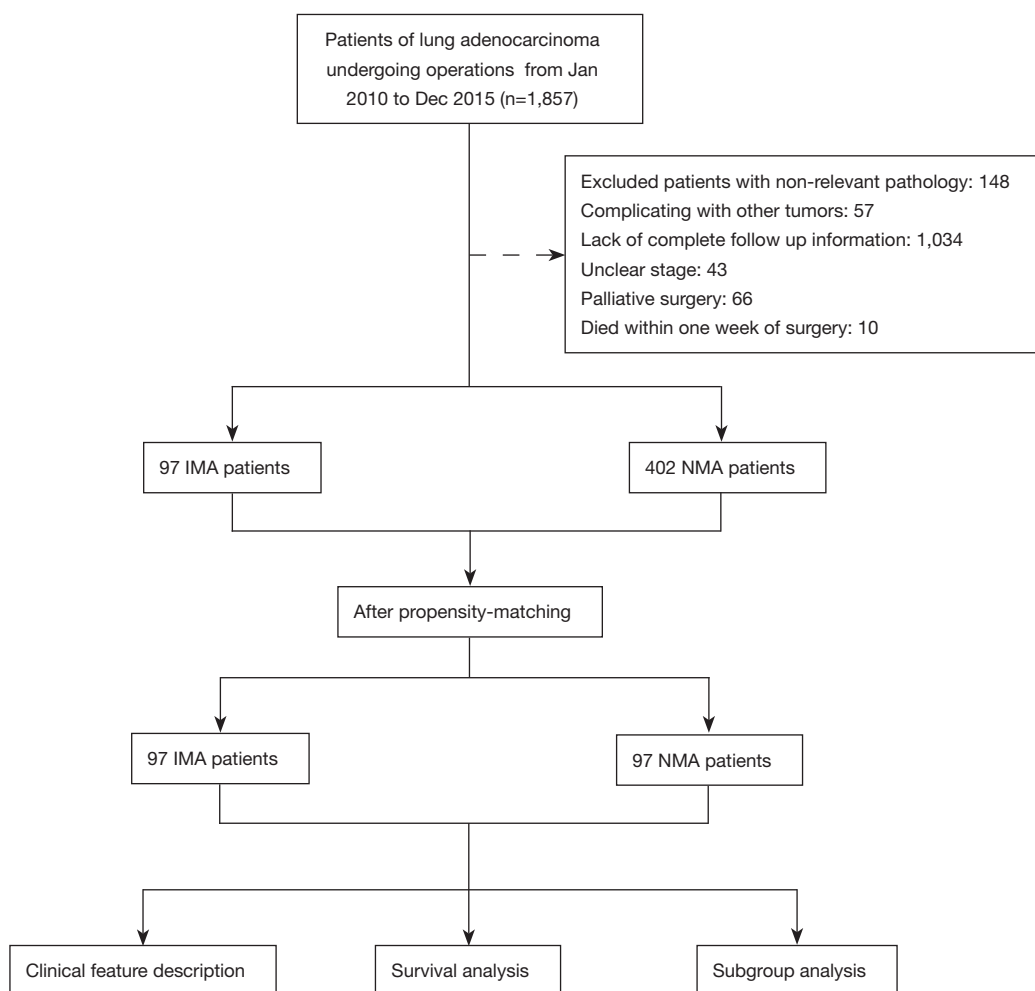 Patients of lung adenocarcinoma
undergoing operations from Jan
2010 to Dec 2015 (n=1,857)
Excluded patients with non-relevant pathology: 148
Complicating with other tumors: 57
Lack of complete follow up information: 1,034
Unclear stage: 43
Palliative surgery: 66
Died within one week of surgery: 10
97 IMA patients
402 NMA patients
After propensity-matching
97 IMA patients
97 NMA patients
Clinical feature description
Survival analysis
Subgroup analysis